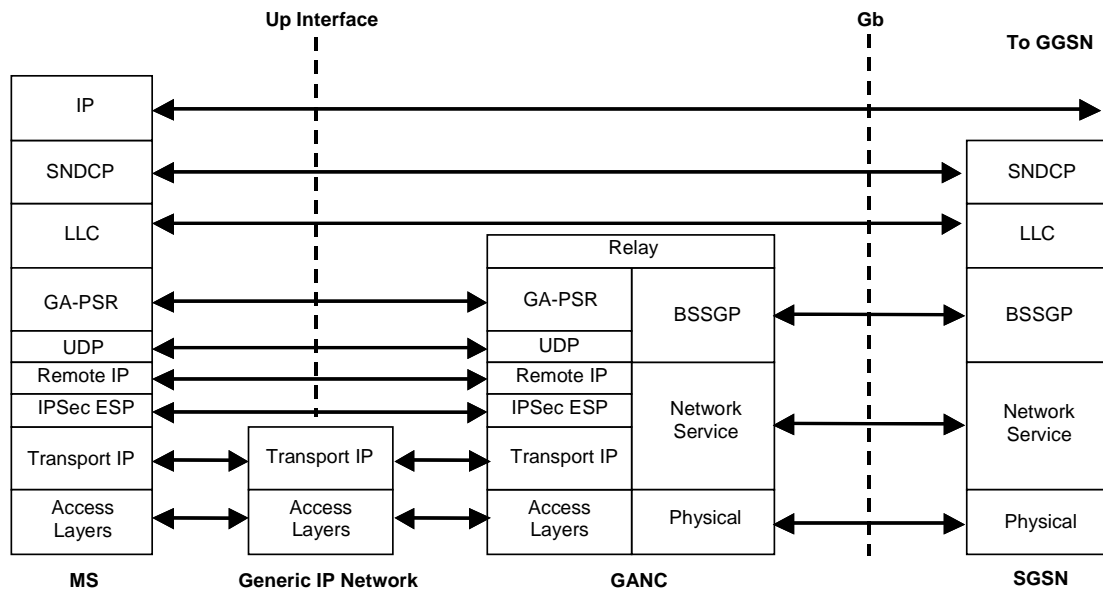 Up Interface
Gb
To GGSN
IP
SNDCP
SNDCP
LLC
LLC
Relay
GA-PSR
GA-PSR
BSSGP
BSSGP
UDP
UDP
Remote IP
Remote IP
IPSec ESP
IPSec ESP
Network
Service
Network
Service
Transport IP
Transport IP
Transport IP
Access
Layers
Access
Layers
Access
Layers
Physical
Physical
MS
Generic IP Network
GANC
SGSN